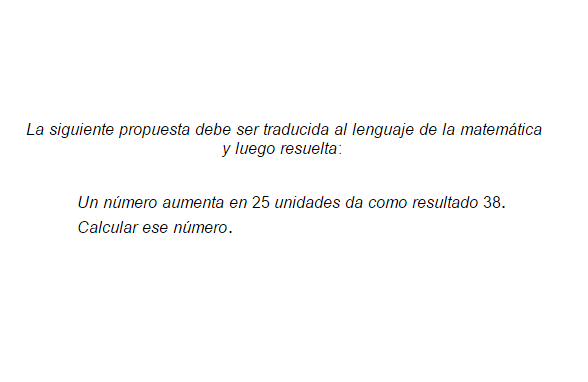 La siguiente propuesta debe ser traducida al lenguaje de la matemática
y luego resuelta:
Un número aumenta en 25 unidades da como resultado 38.
Calcular ese número.